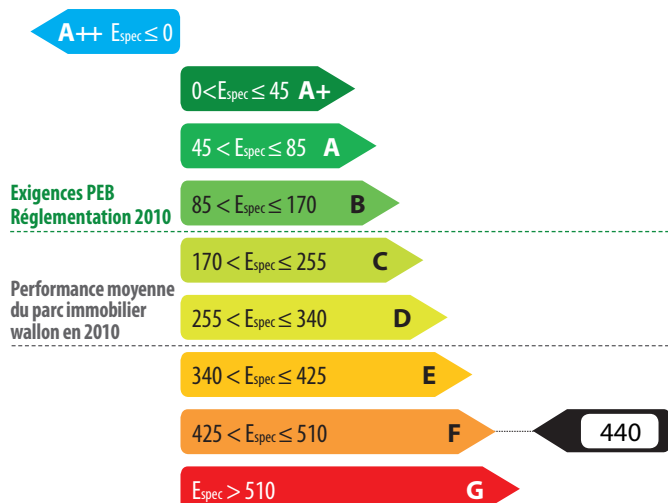 A++ Espec ≤ 0
0<Espec ≤ 45 A+
45 < Espec ≤ 85 A
Exigences PEB
Réglementation 2010
85 < Espec ≤ 170 B
170 < Espec ≤ 255 C
Performance moyenne
du parc immobilier
wallon en 2010
255 < Espec ≤ 340 D
340 < Espec ≤ 425 E
425 < Espec ≤ 510 F
440
Espec > 510 G